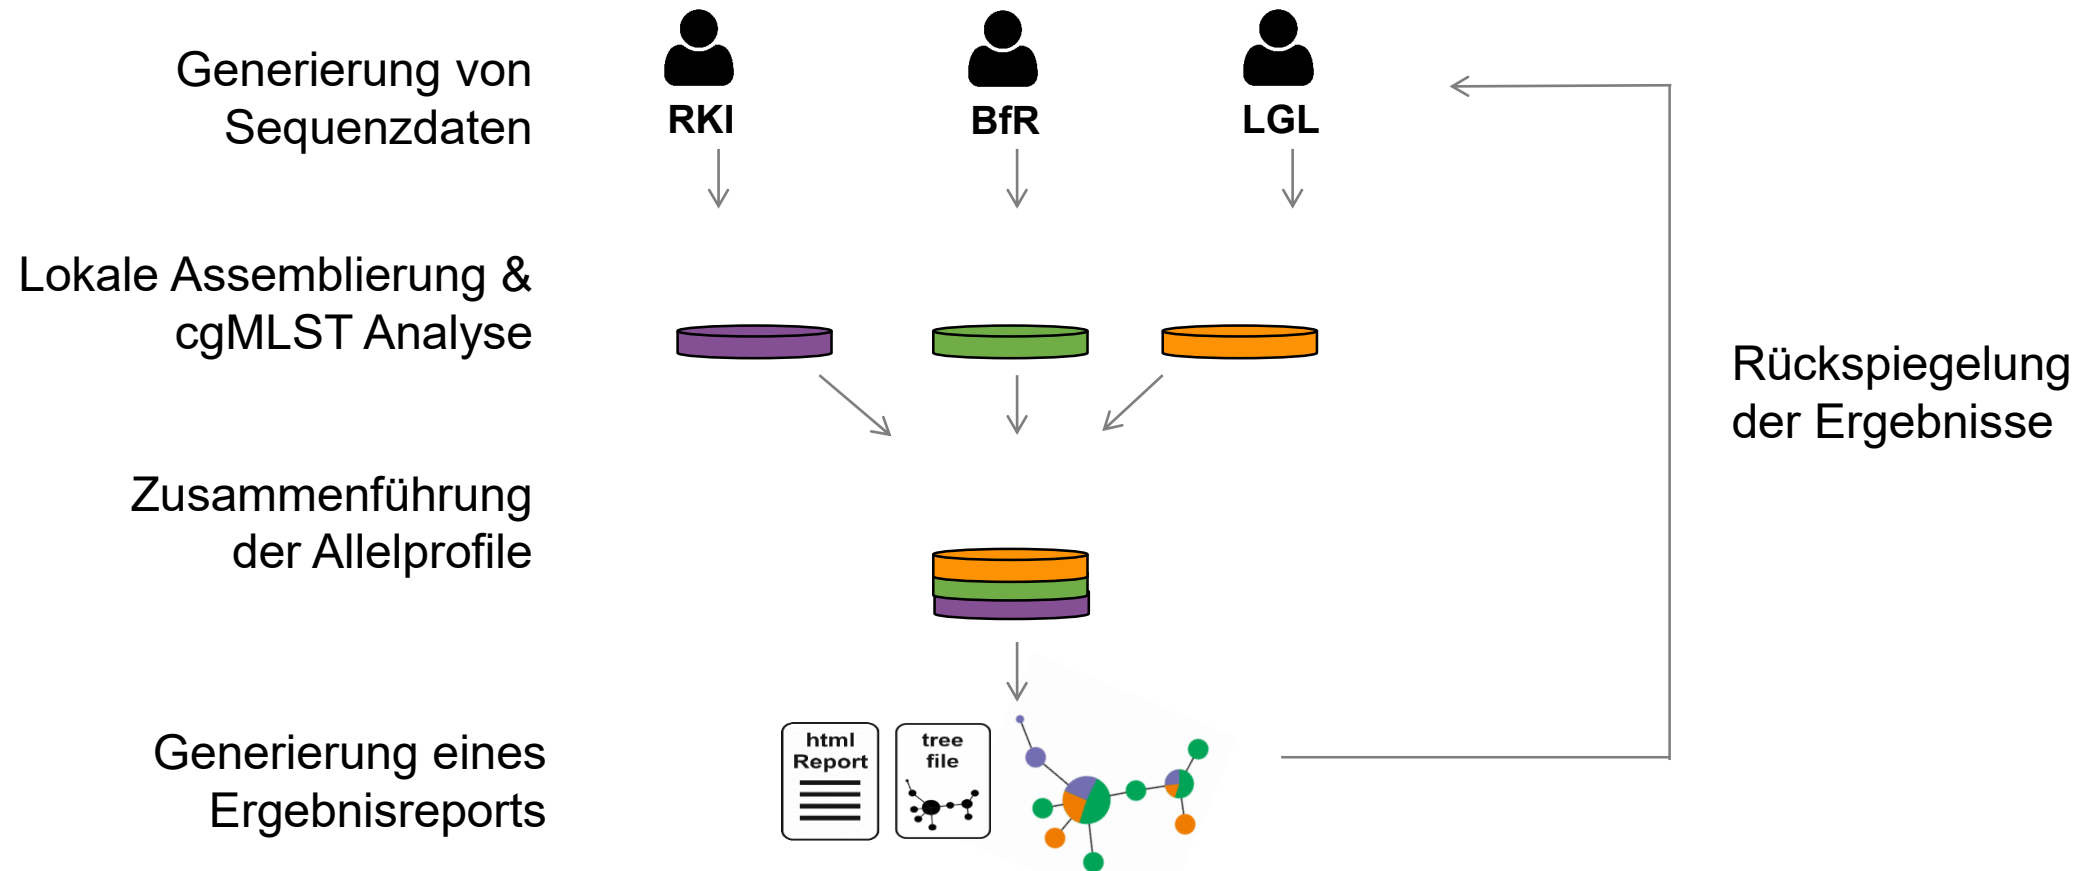 Generierung von
Sequenzdaten
RKI
BfR
LGL
Lokale Assemblierung &
cgMLST Analyse
Rückspiegelung
der Ergebnisse
Zusammenführung
der Allelprofile
Generierung eines
Ergebnisreports
html
Report
tree
file